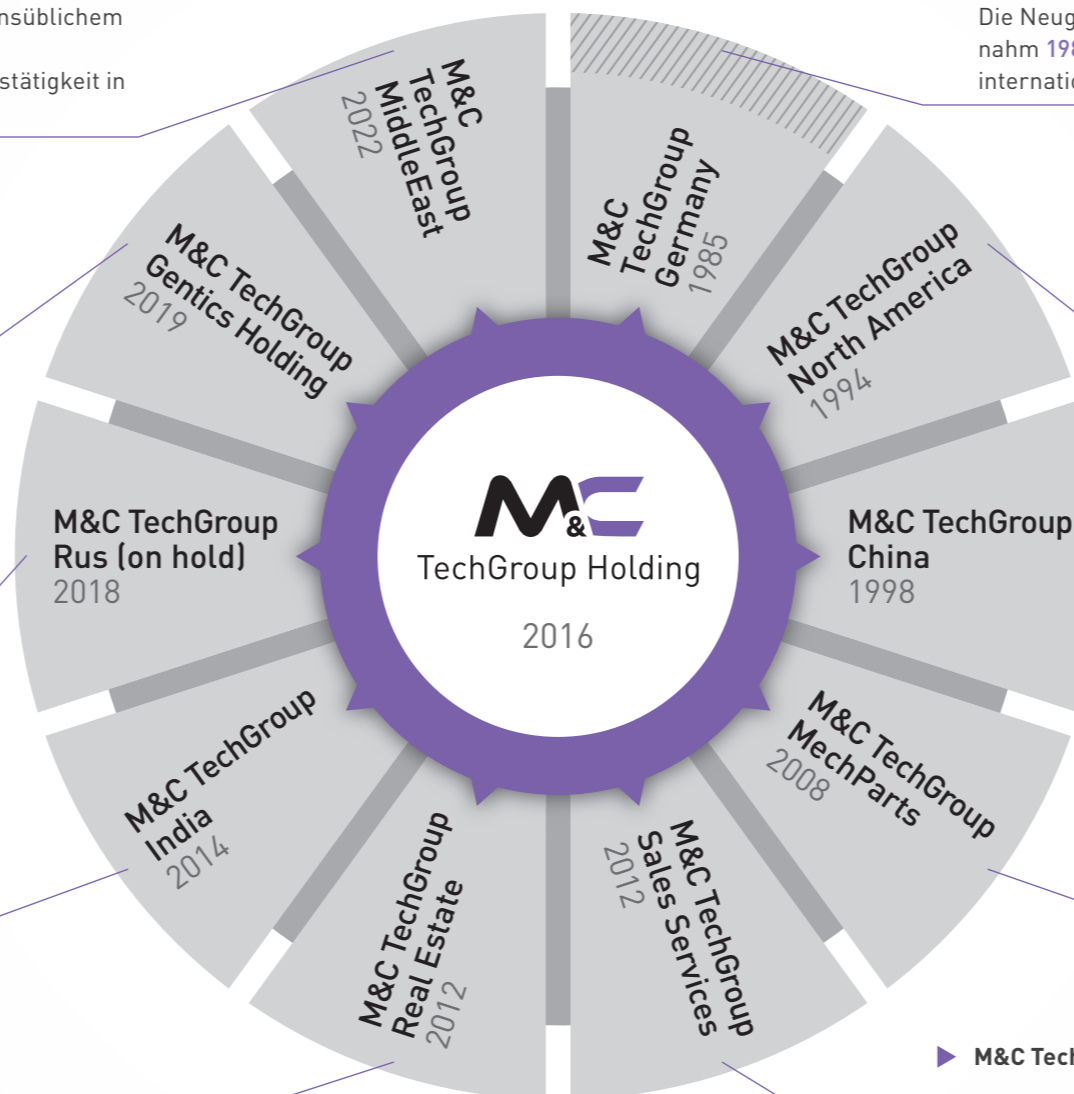 nsüblichem
stätigkeit in
Die Neug
nahm 198
internatio
M&C
TechGroup
Germany
1985
M&C TechGroup
North America
1994
M&C TechGroup
China
1998
M&C TechGroup
MechParts
2008
M&C TechGroup
Sales Services
2012
M&C TechGroup
Real Estate
2012
M&C TechGroup
India
2014
M&C TechGroup
Rus (on hold)
2018
M&C TechGroup
Gentics Holding
2019
M&C
TechGroup
MiddleEast
2022
M&C
TechGroup Holding
2016
M&C Tech